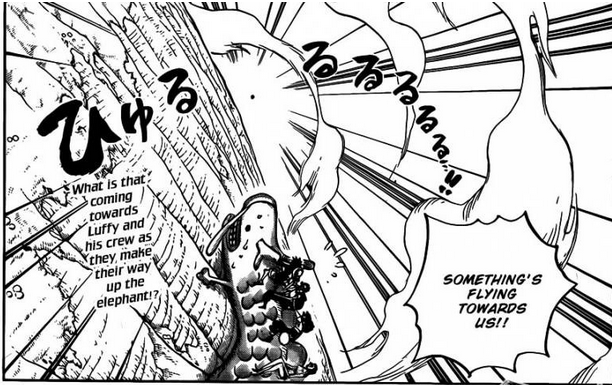 ひゅるるるるるる…!!
What is that
coming
towards
Luffy and
his crew as
they make
their way
up the
elephant!?
SOMETHING'S
FLYING
TOWARDS
US!!